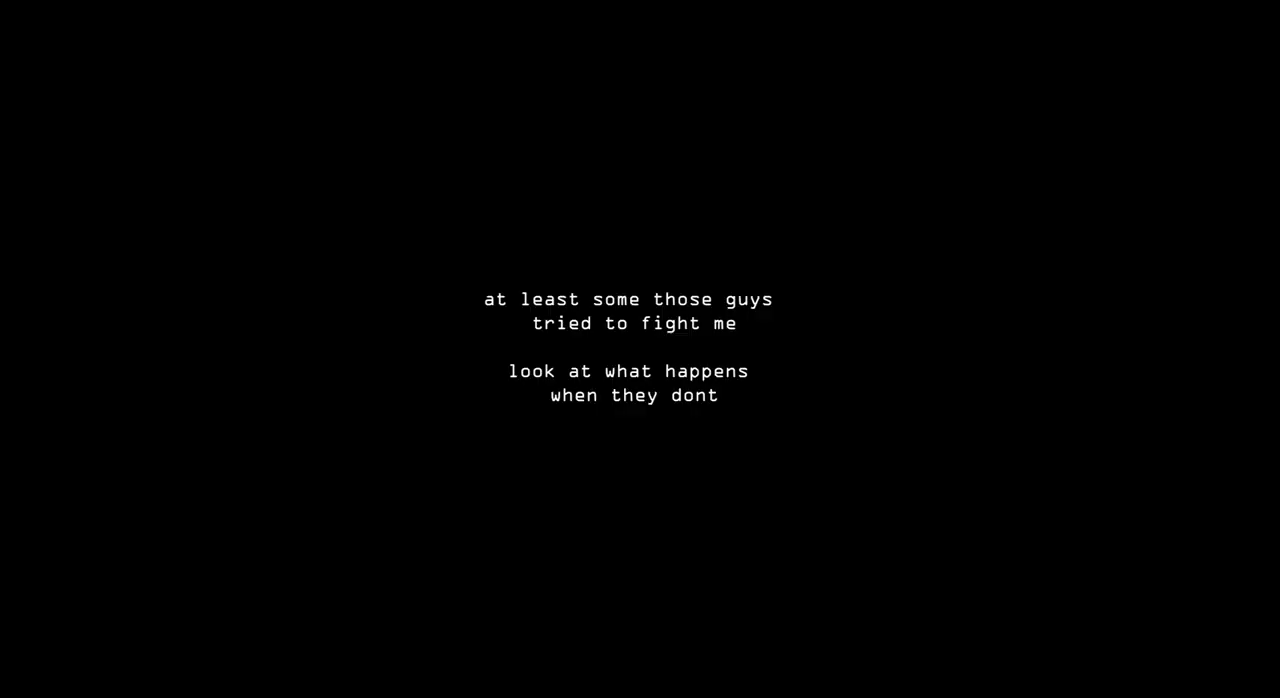 at least some those guys
tried to fight me
look at what happens
when they dont